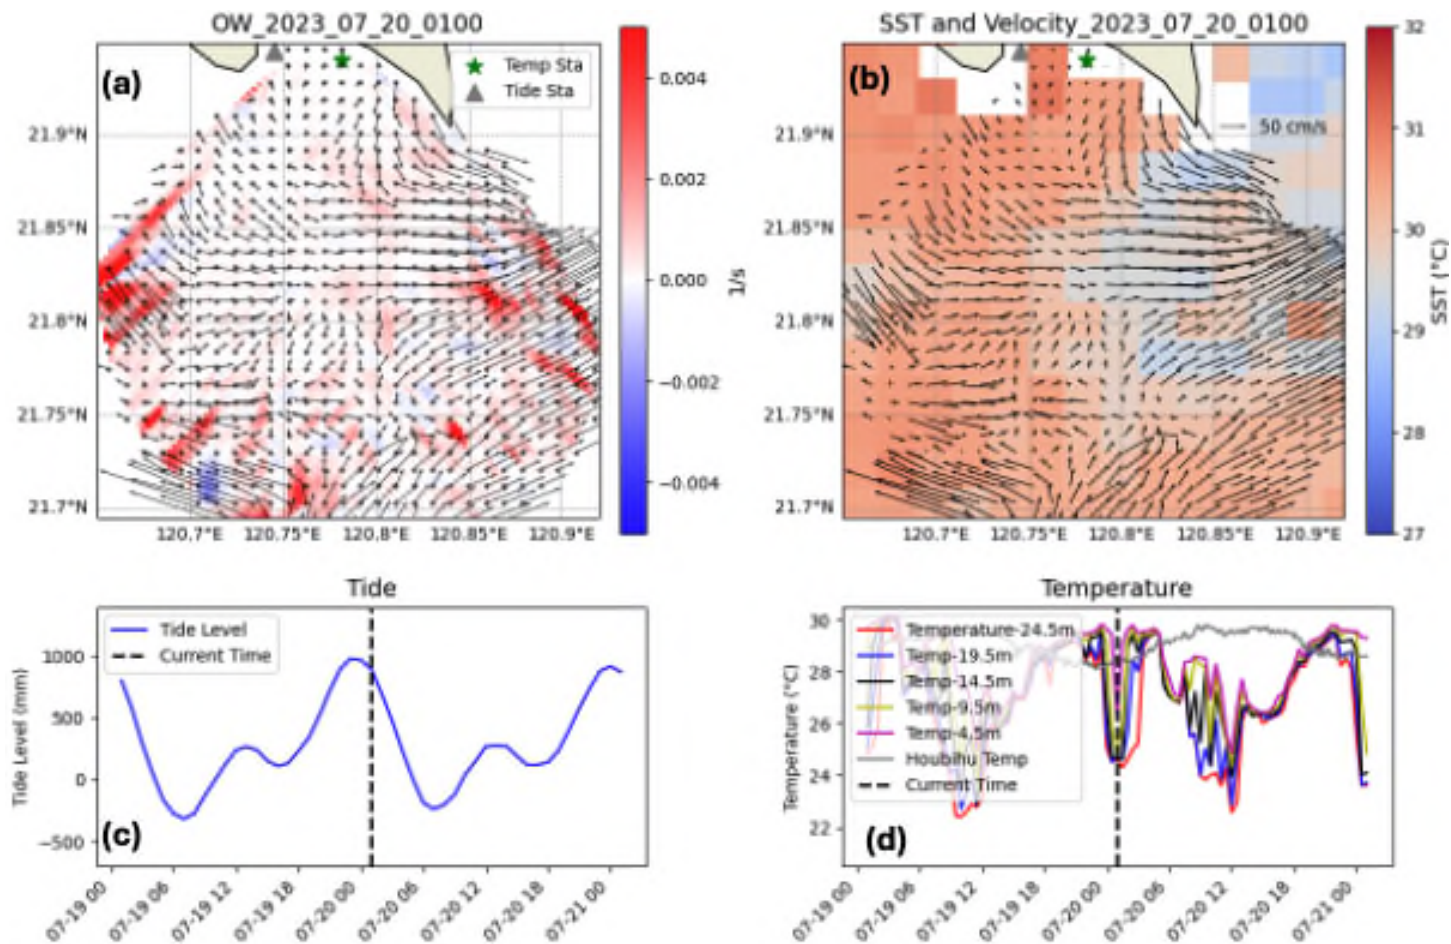 OW_2023_07_20_0100
(a)
Temp Sta
Tide Sta
21.9°N
21.85°N
21.8°N
21.75°N
21.7°N
120.7°E 120.75°E 120.8°E 120.85°E 120.9°E
0.004
0.002
0.000
−0.002
−0.004
1/s
SST and Velocity_2023_07_20_0100
(b)
50 cm/s
21.9°N
21.85°N
21.8°N
21.75°N
21.7°N
120.7°E 120.75°E 120.8°E 120.85°E 120.9°E
32
31
30
29
28
27
SST (°C)
Tide
Tide Level
Current Time
1000
500
0
−500
Tide Level (mm)
(c)
07-19 00
07-19 06
07-19 12
07-19 18
07-20 00
07-20 06
07-20 12
07-20 18
07-21 00
Temperature
Temperature-24.5m
Temp-19.5m
Temp-14.5m
Temp-9.5m
Temp-4.5m
Houbihu Temp
Current Time
30
28
26
24
22
Temperature (°C)
(d)
07-19 00
07-19 06
07-19 12
07-19 18
07-20 00
07-20 06
07-20 12
07-20 18
07-21 00